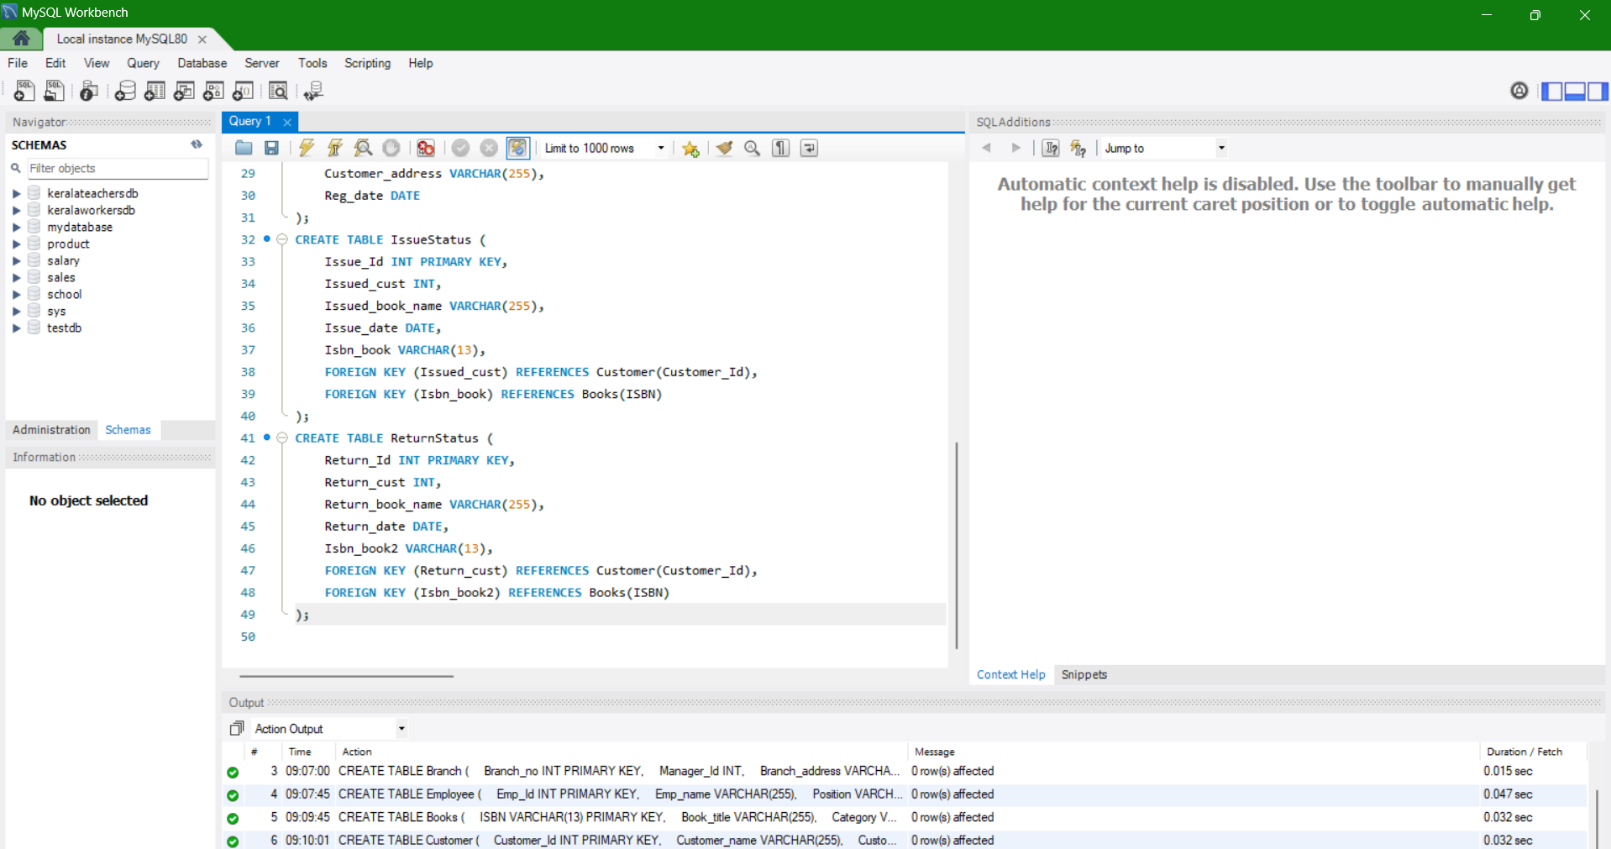 MySQL Workbench
Local instance MySQL80
File Edit View Query Database Server Tools Scripting Help
Navigator
SCHEMAS
Filter objects
keralateachersdb
keralaworkersdb
mydatabase
product
salary
sales
school
sys
testdb
Administration Schemas
Information
No object selected
Query 1
Limit to 1000 rows
29 Customer_address VARCHAR(255),
30 Reg_date DATE
31 );
32 CREATE TABLE IssueStatus (
33 Issue_Id INT PRIMARY KEY,
34 Issued_cust INT,
35 Issued_book_name VARCHAR(255),
36 Issue_date DATE,
37 Isbn_book VARCHAR(13),
38 FOREIGN KEY (Issued_cust) REFERENCES Customer(Customer_Id),
39 FOREIGN KEY (Isbn_book) REFERENCES Books(ISBN)
40 );
41 CREATE TABLE ReturnStatus (
42 Return_Id INT PRIMARY KEY,
43 Return_cust INT,
44 Return_book_name VARCHAR(255),
45 Return_date DATE,
46 Isbn_book2 VARCHAR(13),
47 FOREIGN KEY (Return_cust) REFERENCES Customer(Customer_Id),
48 FOREIGN KEY (Isbn_book2) REFERENCES Books(ISBN)
49 );
50
SQLAdditions
Jump to
Automatic context help is disabled. Use the toolbar to manually get
help for the current caret position or to toggle automatic help.
Context Help Snippets
Output
Action Output
# Time Action Message Duration / Fetch
3 09:07:00 CREATE TABLE Branch ( Branch_no INT PRIMARY KEY, Manager_Id INT, Branch_address VARCHA... 0 row(s) affected 0.015 sec
4 09:07:45 CREATE TABLE Employee ( Emp_Id INT PRIMARY KEY, Emp_name VARCHAR(255), Position VARCH... 0 row(s) affected 0.047 sec
5 09:09:45 CREATE TABLE Books ( ISBN VARCHAR(13) PRIMARY KEY, Book_title VARCHAR(255), Category V... 0 row(s) affected 0.032 sec
6 09:10:01 CREATE TABLE Customer ( Customer_Id INT PRIMARY KEY, Customer_name VARCHAR(255), Custo... 0 row(s) affected 0.032 sec